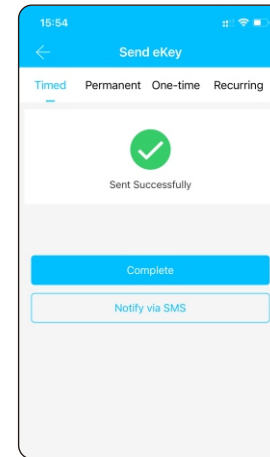 15:54
Send eKey
Timed Permanent One-time Recurring
Sent Successfully
Complete
Notify via SMS